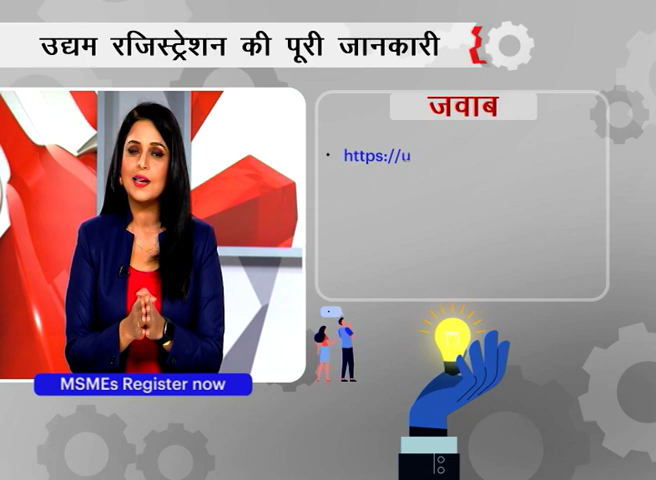 उद्यम रजिस्ट्रेशन की पूरी जानकारी
जवाब
• https://u
MSMEs Register now